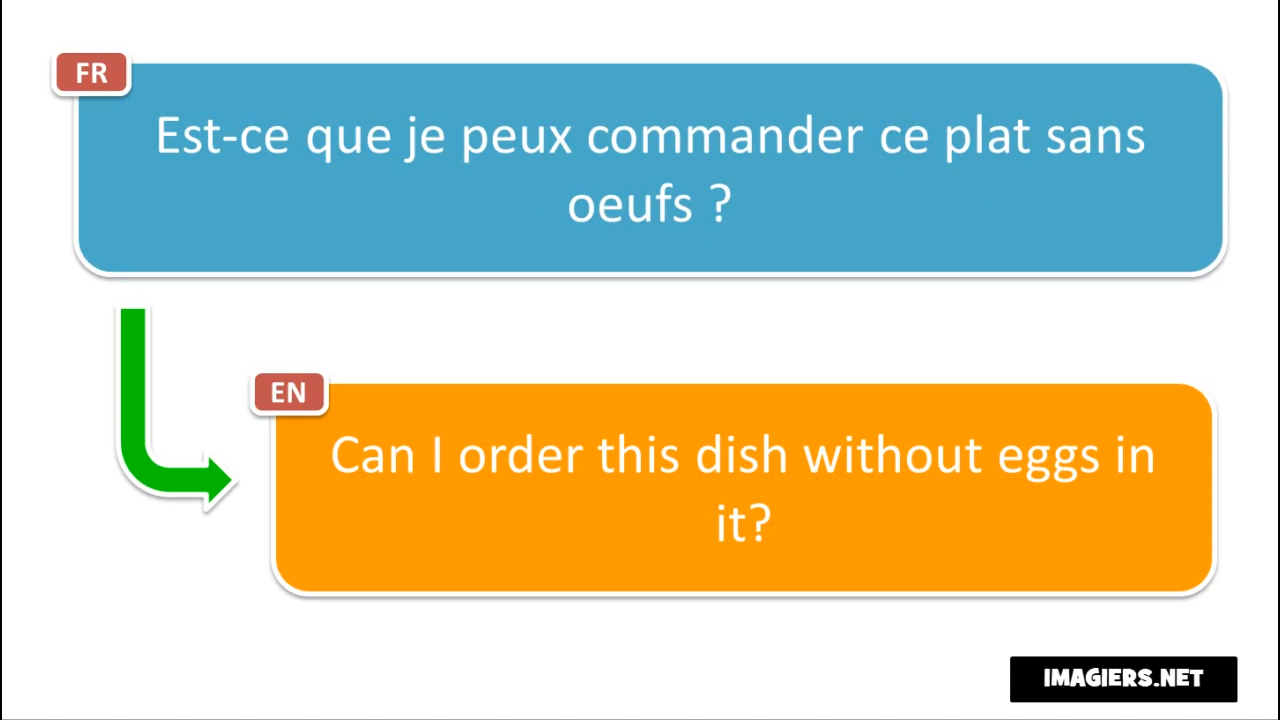 FR
Est-ce que je peux commander ce plat sans
oeufs ?
EN
Can I order this dish without eggs in
it?
IMAGIERS.NET